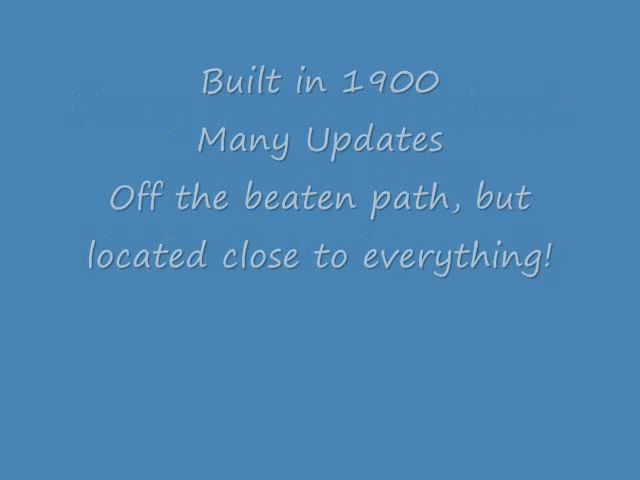 Built in 1900
Many Updates
Off the beaten path, but
located close to everything!